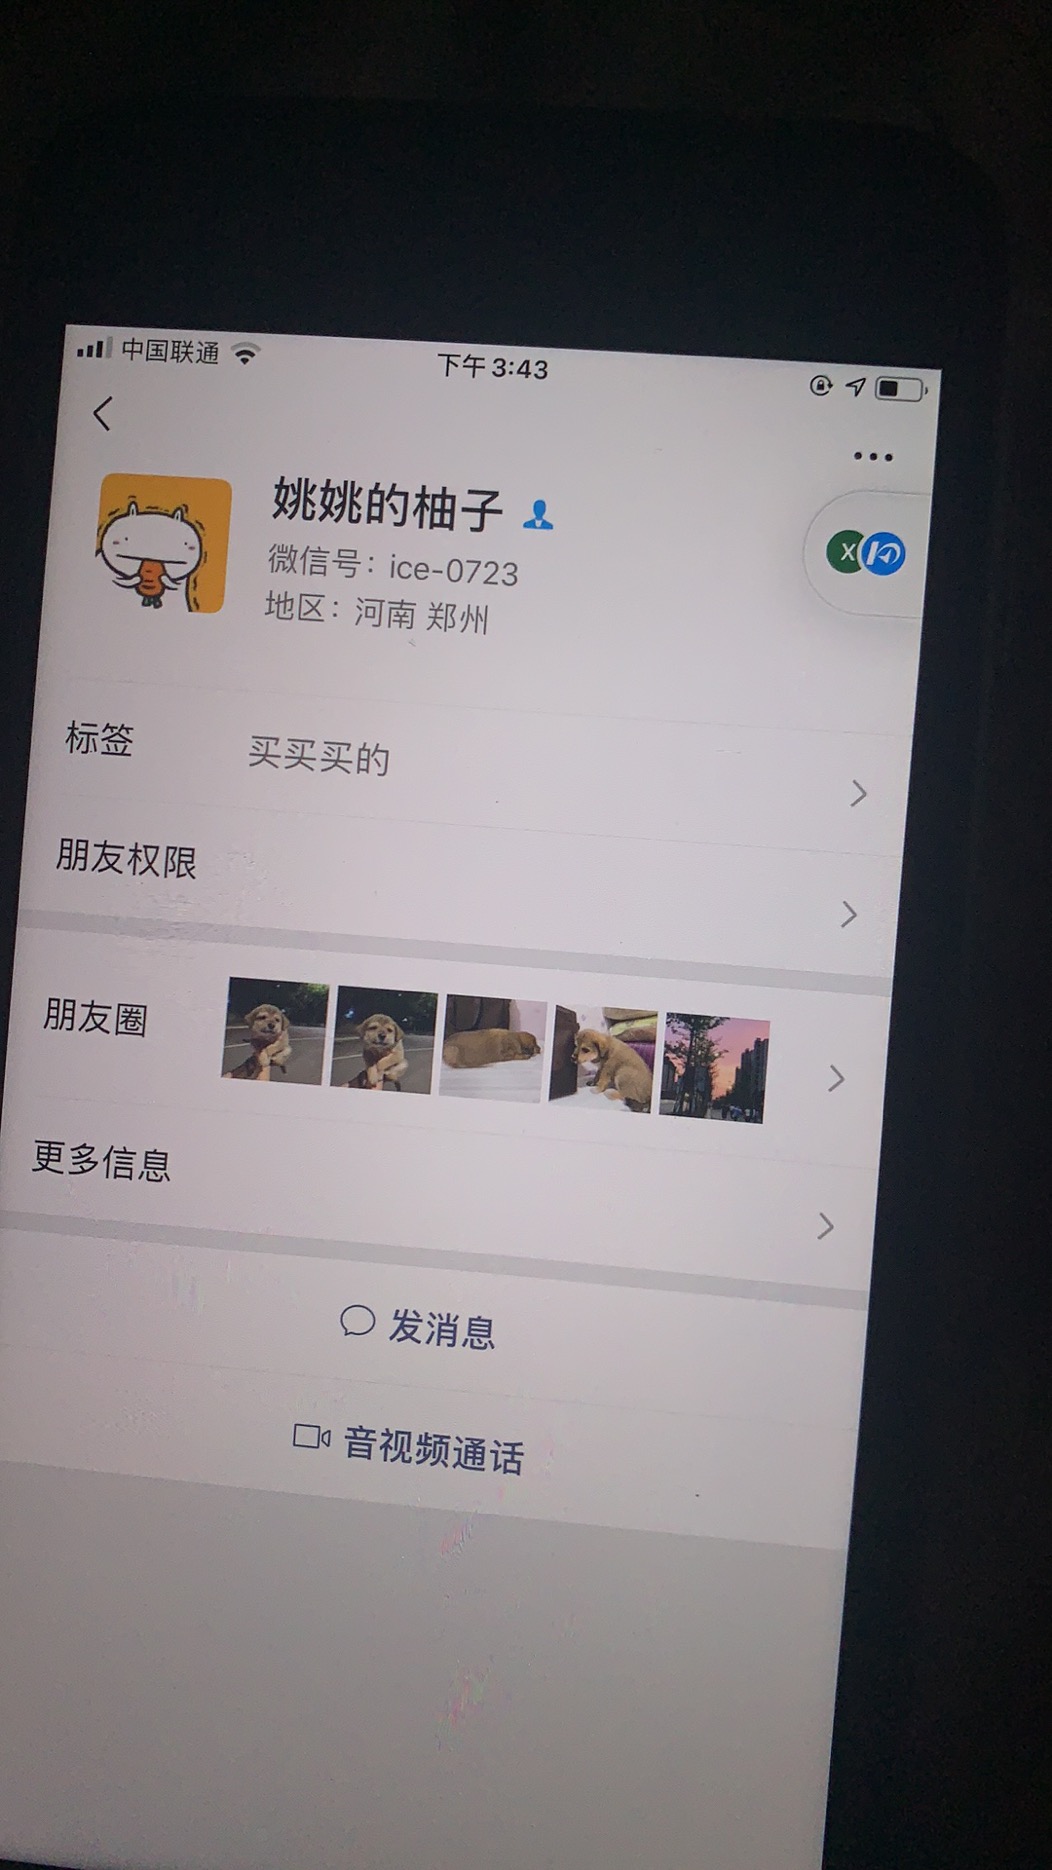 中国联通
下午 3:43
姚姚的柚子
微信号：ice-0723
地区：河南 郑州
X
标签 买买买的
朋友权限
朋友圈
更多信息
发消息
音视频通话